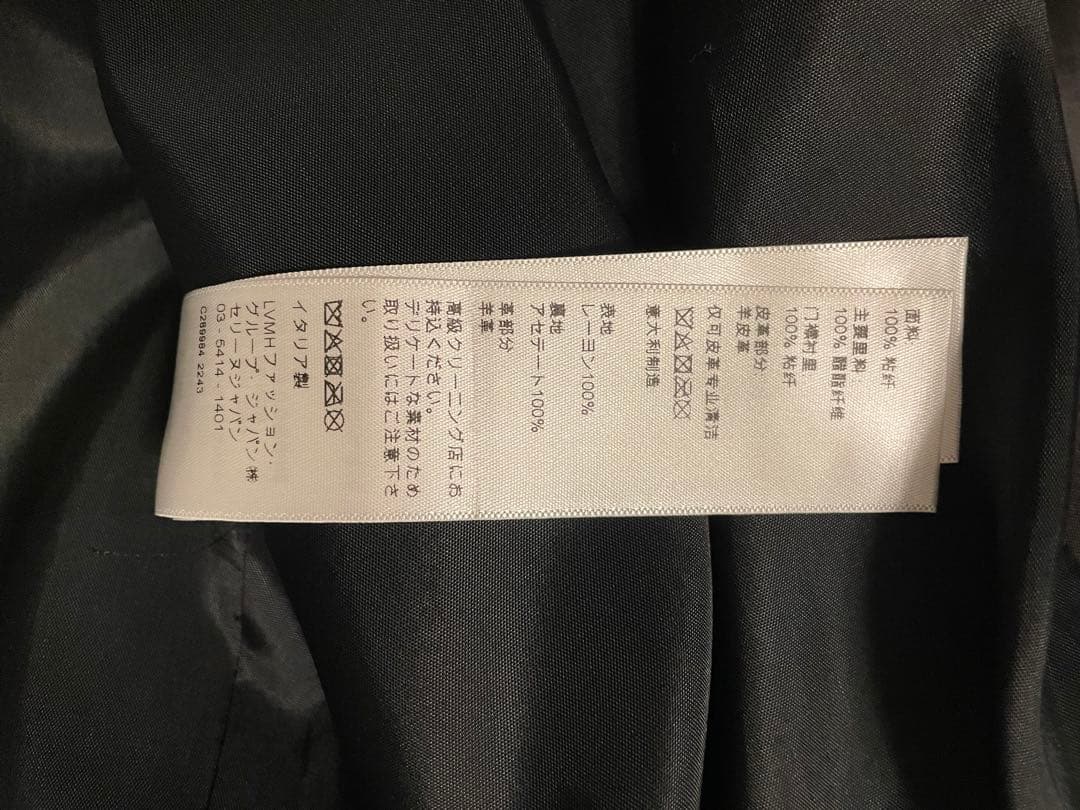 面料
100% 粘纤
主要里料:
100% 醋酯纤维
门襟衬里:
100% 粘纤
皮革部分
羊皮革
仅可皮革专业清洁
意大利制造
表地
レーヨン100%
裏地
アセテート100%
革部分
羊革
高級クリーニング店にお
持込ください。
デリケートな素材のため
取り扱いにはご注意下さ
い。
イタリア製
LVMHファッション・
グループ・ジャパン㈱
セリーヌジャパン
03-5414-1401
C289984 2243